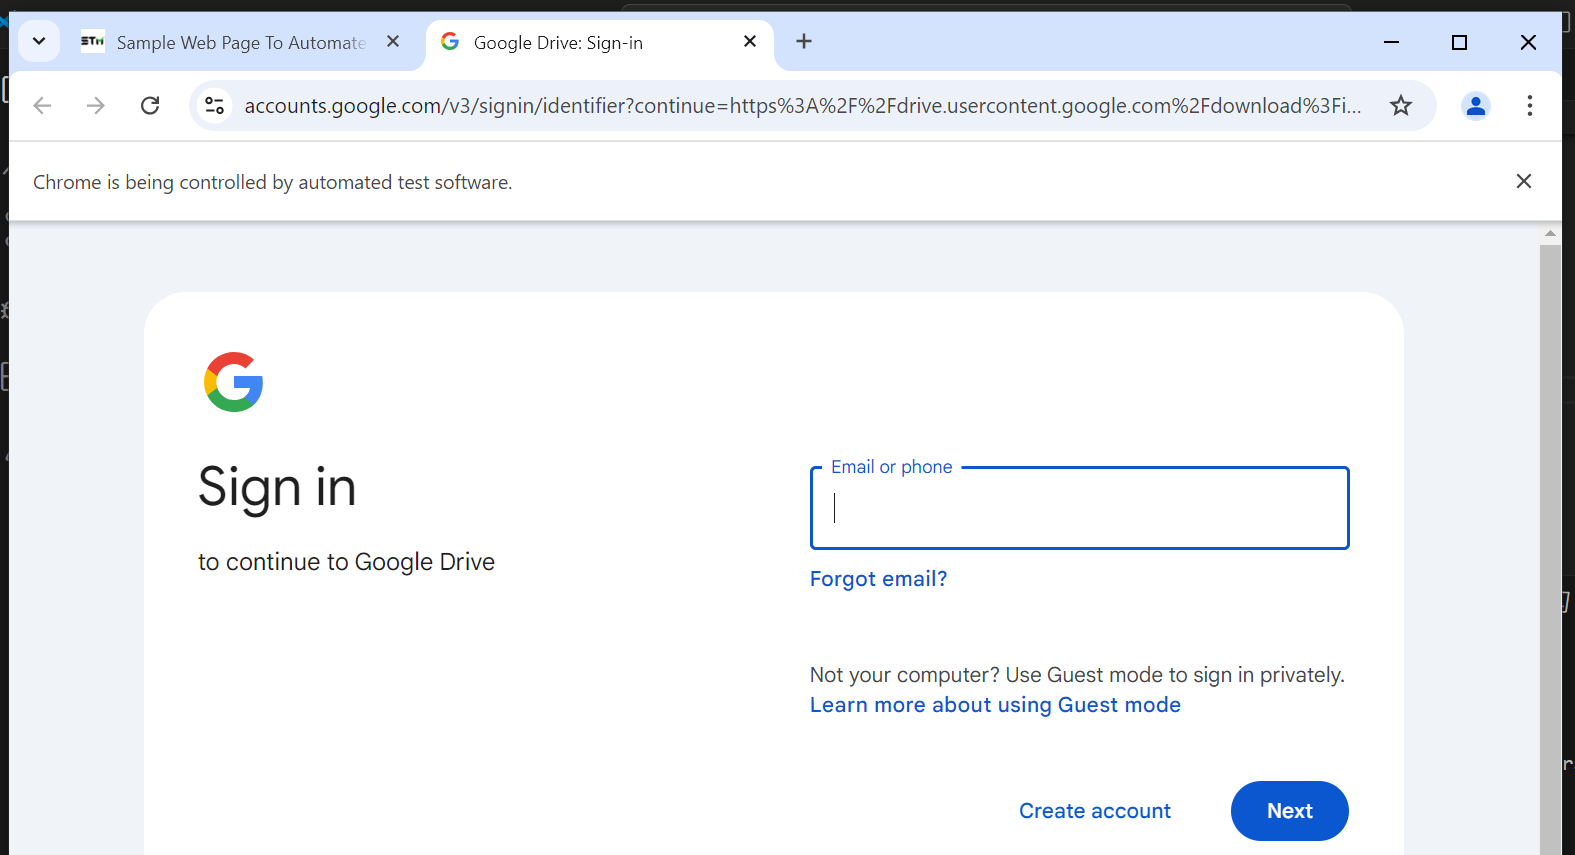 STM Sample Web Page To Automate
Google Drive: Sign-in
accounts.google.com/v3/signin/identifier?continue=https%3A%2F%2Fdrive.usercontent.google.com%2Fdownload%3Fi...
Chrome is being controlled by automated test software.
Sign in
to continue to Google Drive
Email or phone
Forgot email?
Not your computer? Use Guest mode to sign in privately.
Learn more about using Guest mode
Create account
Next